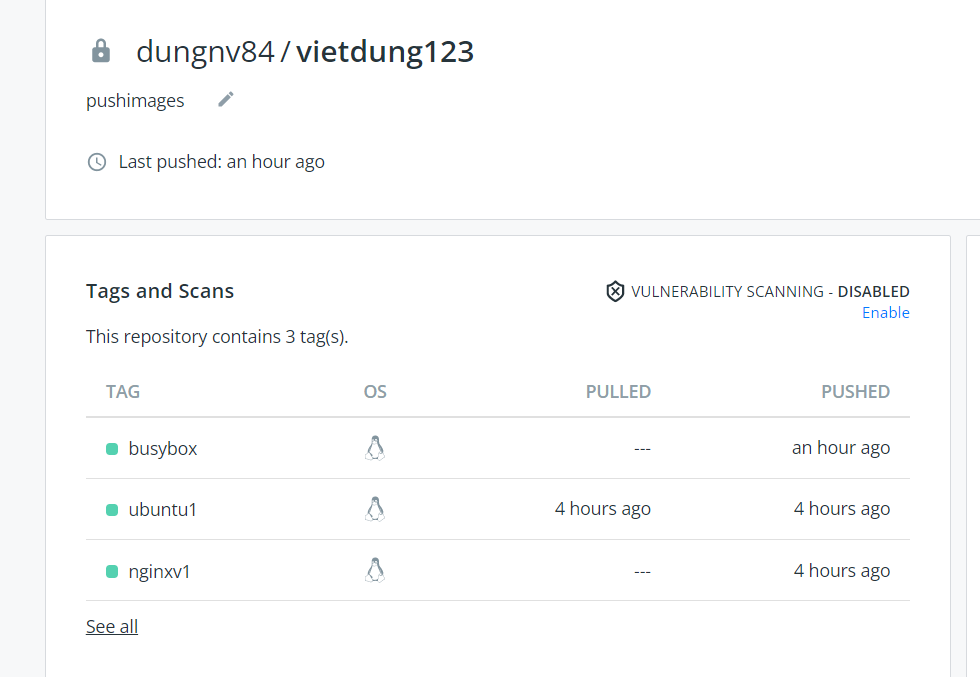 dungnv84 / vietdung123
pushimages
Last pushed: an hour ago
Tags and Scans
VULNERABILITY SCANNING - DISABLED
Enable
This repository contains 3 tag(s).
TAG OS PULLED PUSHED
busybox --- an hour ago
ubuntu1 4 hours ago 4 hours ago
nginxv1 --- 4 hours ago
See all